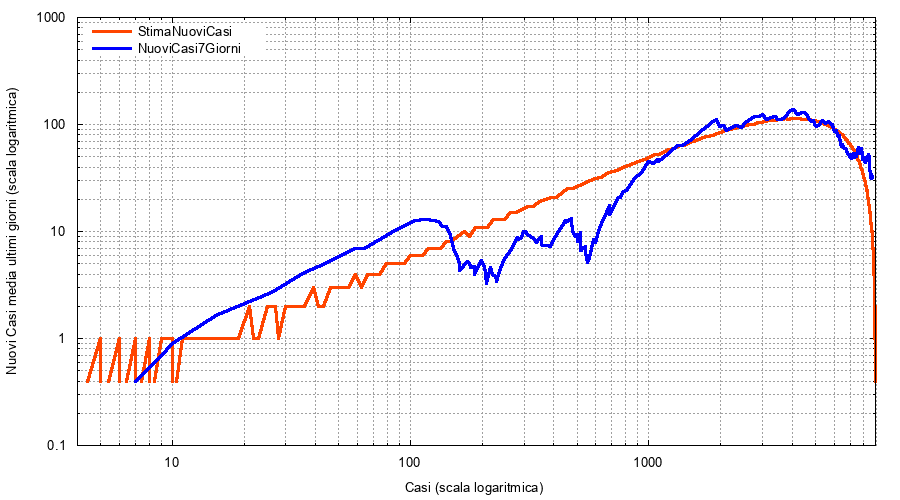 1000
StimaNuoviCasi
NuoviCasi7Giorni
100
10
1
0.1
Nuovi Casi media ultimi giorni (scala logaritmica)
10 100 1000
Casi (scala logaritmica)